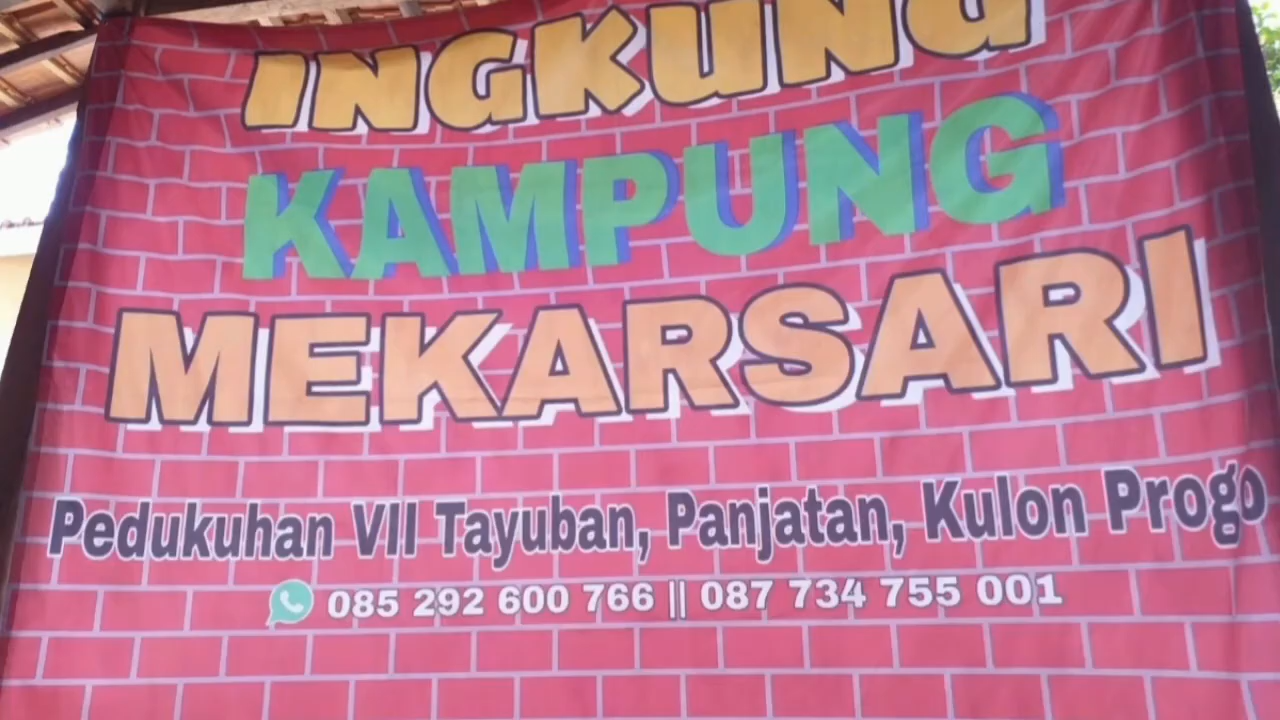 INGKUNG
KAMPUNG
MEKARSARI
Pedukuhan VII Tayuban, Panjatan, Kulon Progo
085 292 600 766 || 087 734 755 001